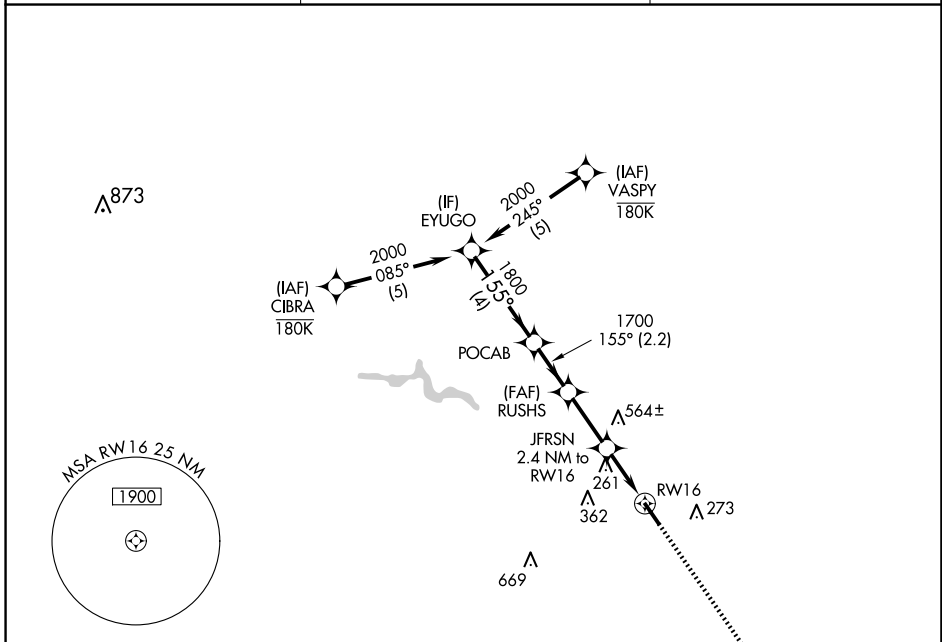 873
(IF)
EYUGO
2000
245°
(5)
(IAF)
VASPY
180K
2000
085°
(5)
(IAF)
CIBRA
180K
1800
155°
(4)
1700
155° (2.2)
POCAB
(FAF)
RUSHS
564±
JFRSN
2.4 NM to
RW16
261
362
RW16
273
669
MSA RW16 25 NM
1900